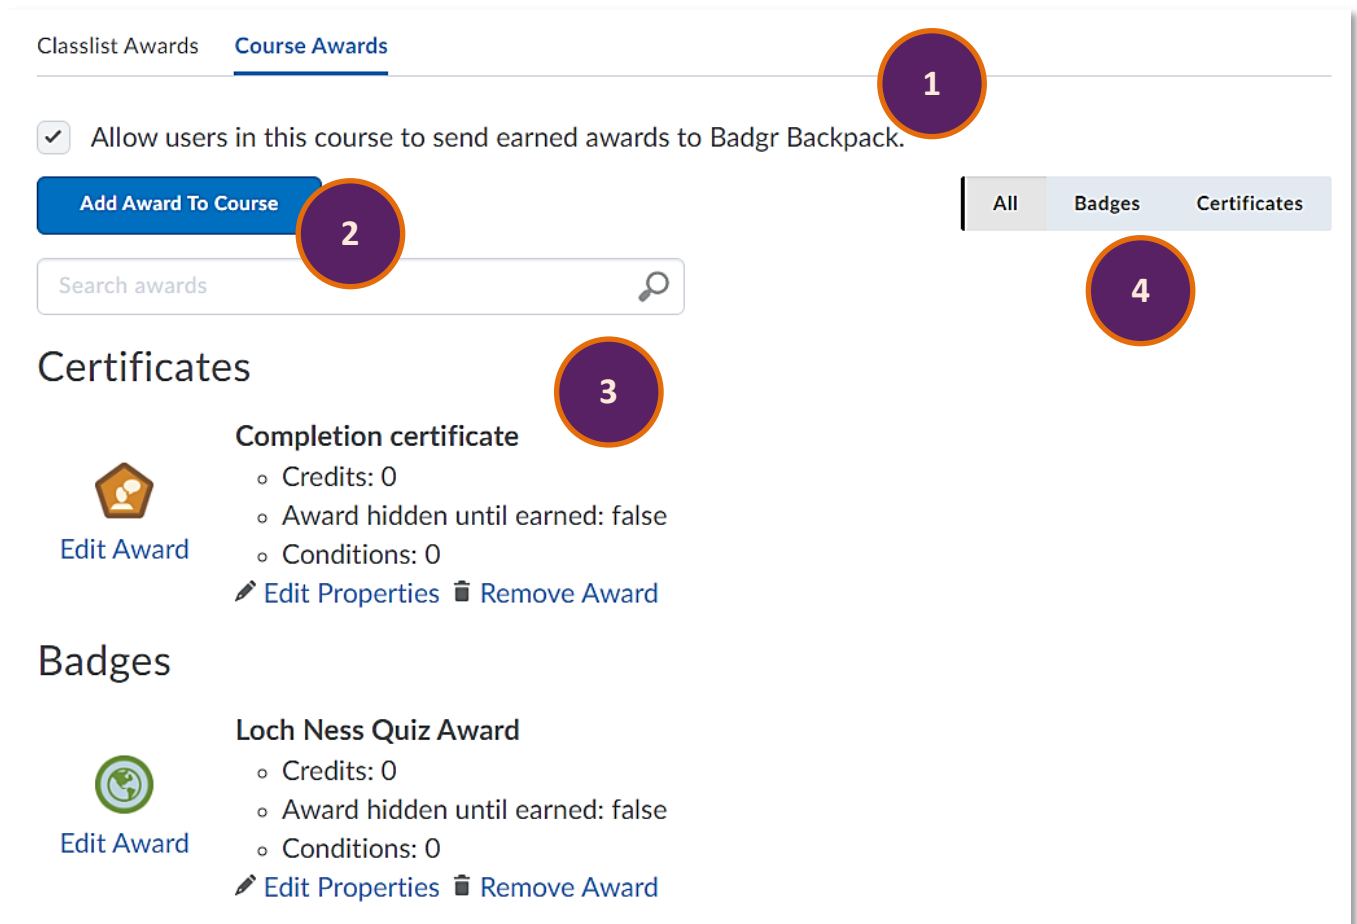 Classlist Awards Course Awards
1
Allow users in this course to send earned awards to Badgr Backpack.
Add Award To Course
2
All Badges Certificates
Search awards
4
Certificates
3
Completion certificate
Credits: 0
Award hidden until earned: false
Edit Award
Conditions: 0
Edit Properties Remove Award
Badges
Loch Ness Quiz Award
Credits: 0
Award hidden until earned: false
Edit Award
Conditions: 0
Edit Properties Remove Award